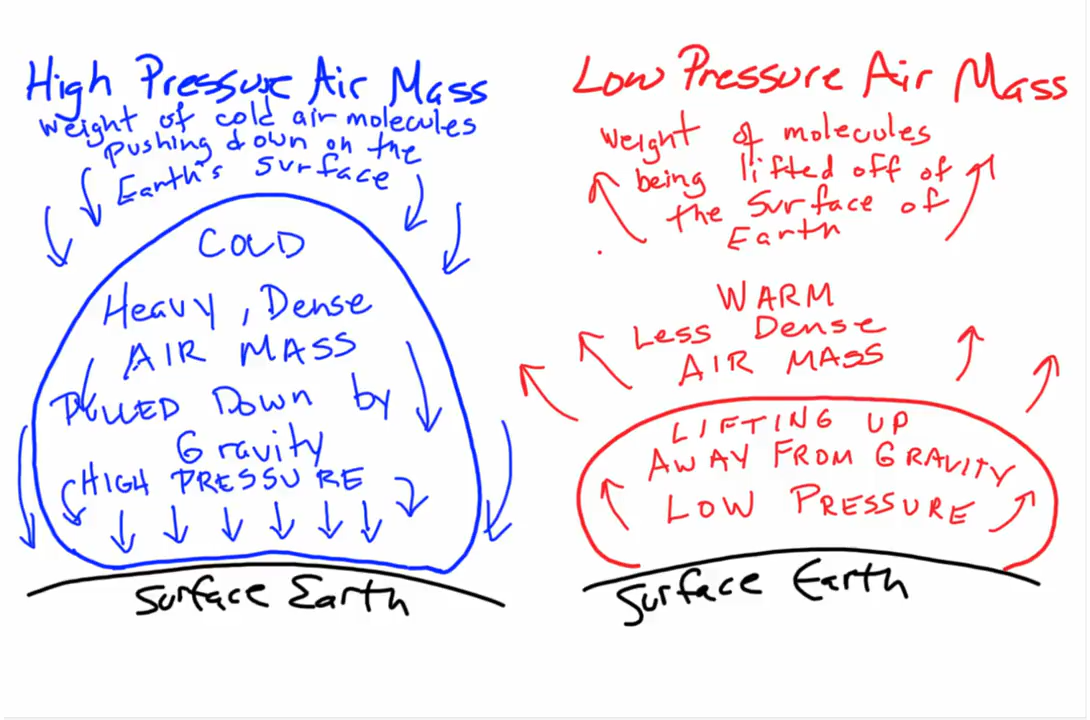 High Pressure Air Mass
Weight of cold air molecules
pushing down on the
Earth's Surface
COLD
Heavy, Dense
AIR MASS
PULLED DOWN by
Gravity
HIGH PRESSURE
Surface Earth
Low Pressure Air Mass
Weight of molecules
being lifted off of
the Surface of
Earth
WARM
Less Dense
AIR MASS
LIFTING UP
AWAY FROM GRAVITY
LOW PRESSURE
Surface Earth